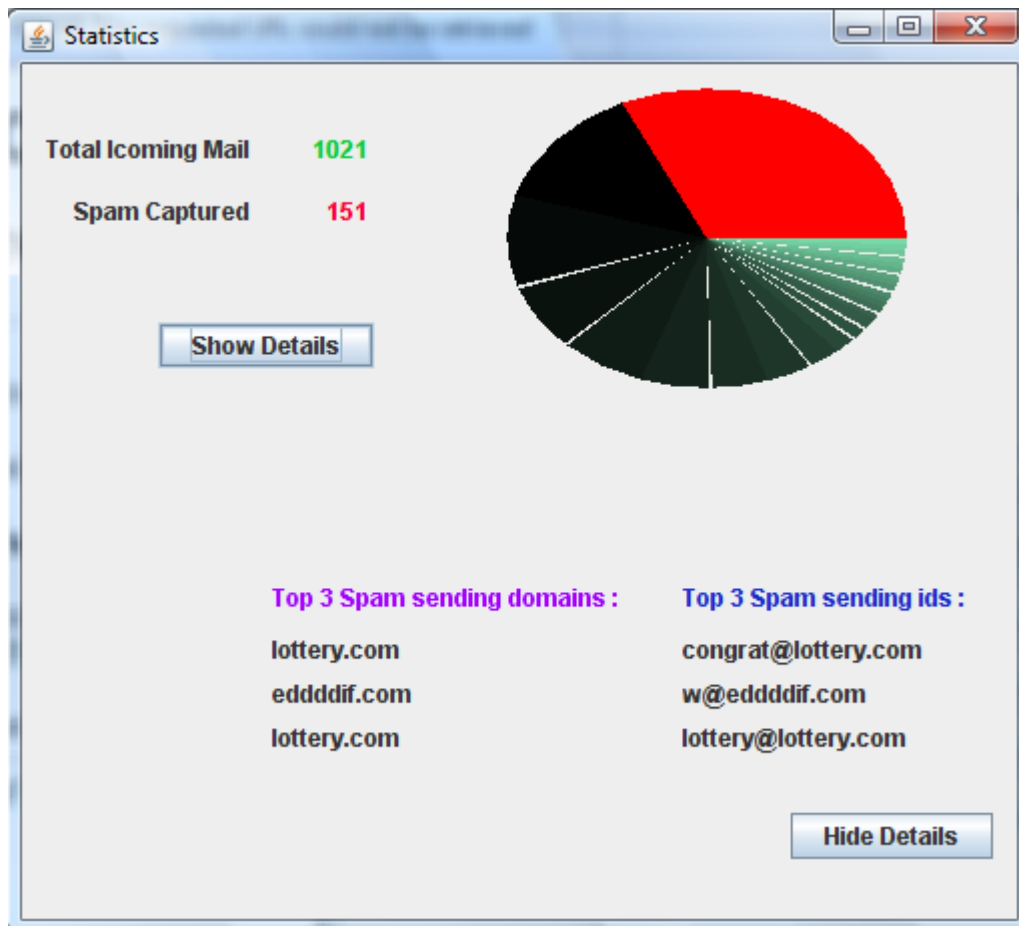 Statistics
Total Icoming Mail 1021
Spam Captured 151
Show Details
Top 3 Spam sending domains : Top 3 Spam sending ids :
lottery.com congrat@lottery.com
eddddif.com w@eddddif.com
lottery.com lottery@lottery.com
Hide Details